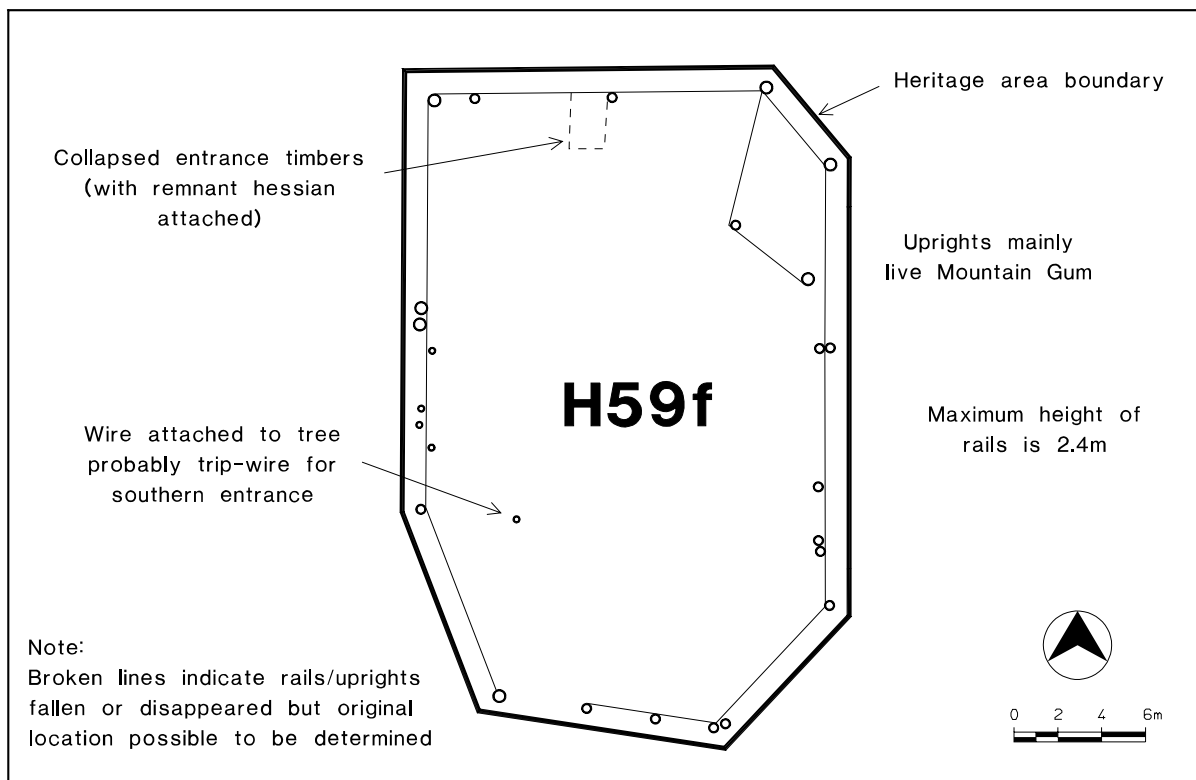 Heritage area boundary
Collapsed entrance timbers
(with remnant hessian
attached)
Uprights mainly
live Mountain Gum
H59f
Maximum height of
rails is 2.4m
Wire attached to tree
probably trip-wire for
southern entrance
Note:
Broken lines indicate rails/uprights
fallen or disappeared but original
location possible to be determined
0 2 4 6m